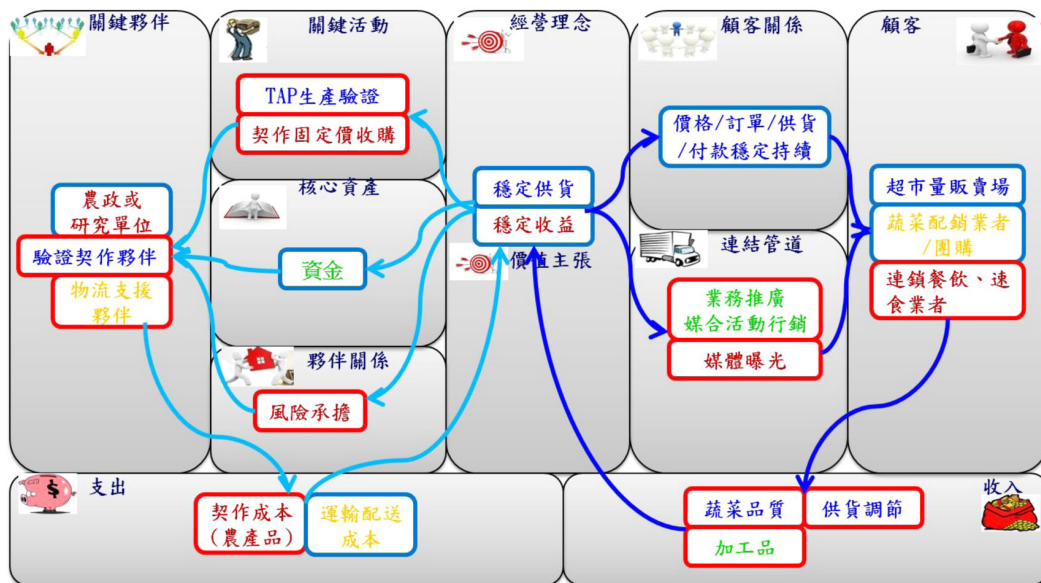 關鍵夥伴
農政或
研究單位
驗證契作夥伴
物流支援
夥伴
關鍵活動
TAP生產驗證
契作固定價收購
核心資產
資金
夥伴關係
風險承擔
經營理念
穩定供貨
穩定收益
價值主張
顧客關係
價格/訂單/供貨
/付款穩定持續
連結管道
業務推廣
媒合活動行銷
媒體曝光
顧客
超市量販賣場
蔬菜配銷業者
/團購
連鎖餐飲、速
食業者
支出
契作成本
(農產品)
運輸配送
成本
收入
蔬菜品質
供貨調節
加工品